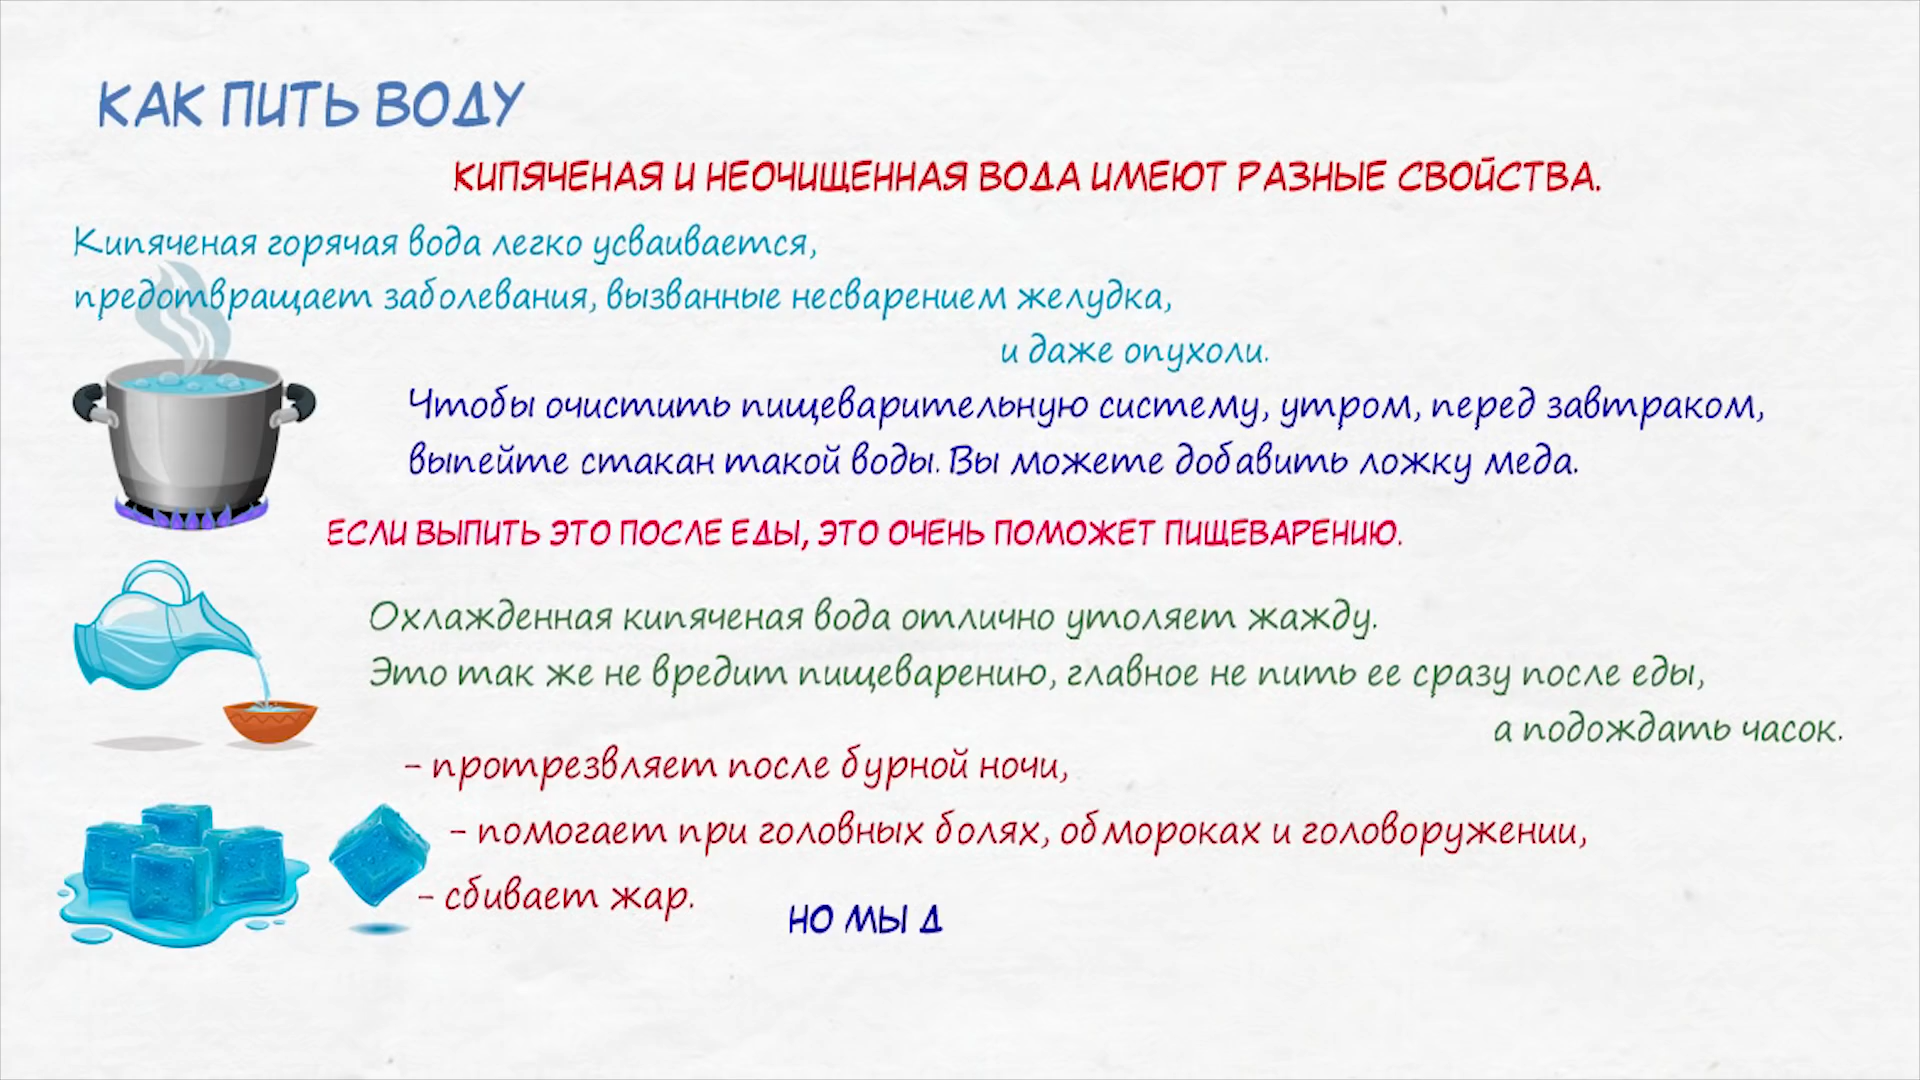 КАК ПИТЬ ВОДУ
КИПЯЧЕНАЯ И НЕОЧИЩЕННАЯ ВОДА ИМЕЮТ РАЗНЫЕ СВОЙСТВА.
Кипяченая горячая вода легко усваивается,
предотвращает заболевания, вызванные несварением желудка,
и даже опухоли.
Чтобы очистить пищеварительную систему, утром, перед завтраком,
выпейте стакан такой воды. Вы можете добавить ложку меда.
ЕСЛИ ВЫПИТЬ ЭТО ПОСЛЕ ЕДЫ, ЭТО ОЧЕНЬ ПОМОЖЕТ ПИЩЕВАРЕНИЮ.
Охлажденная кипяченая вода отлично утоляет жажду.
Это так же не вредит пищеварению, главное не пить ее сразу после еды,
а подождать часок.
- протрезвляет после бурной ночи,
- помогает при головных болях, обмороках и головоружении,
- сбивает жар.
НО МЫ Д